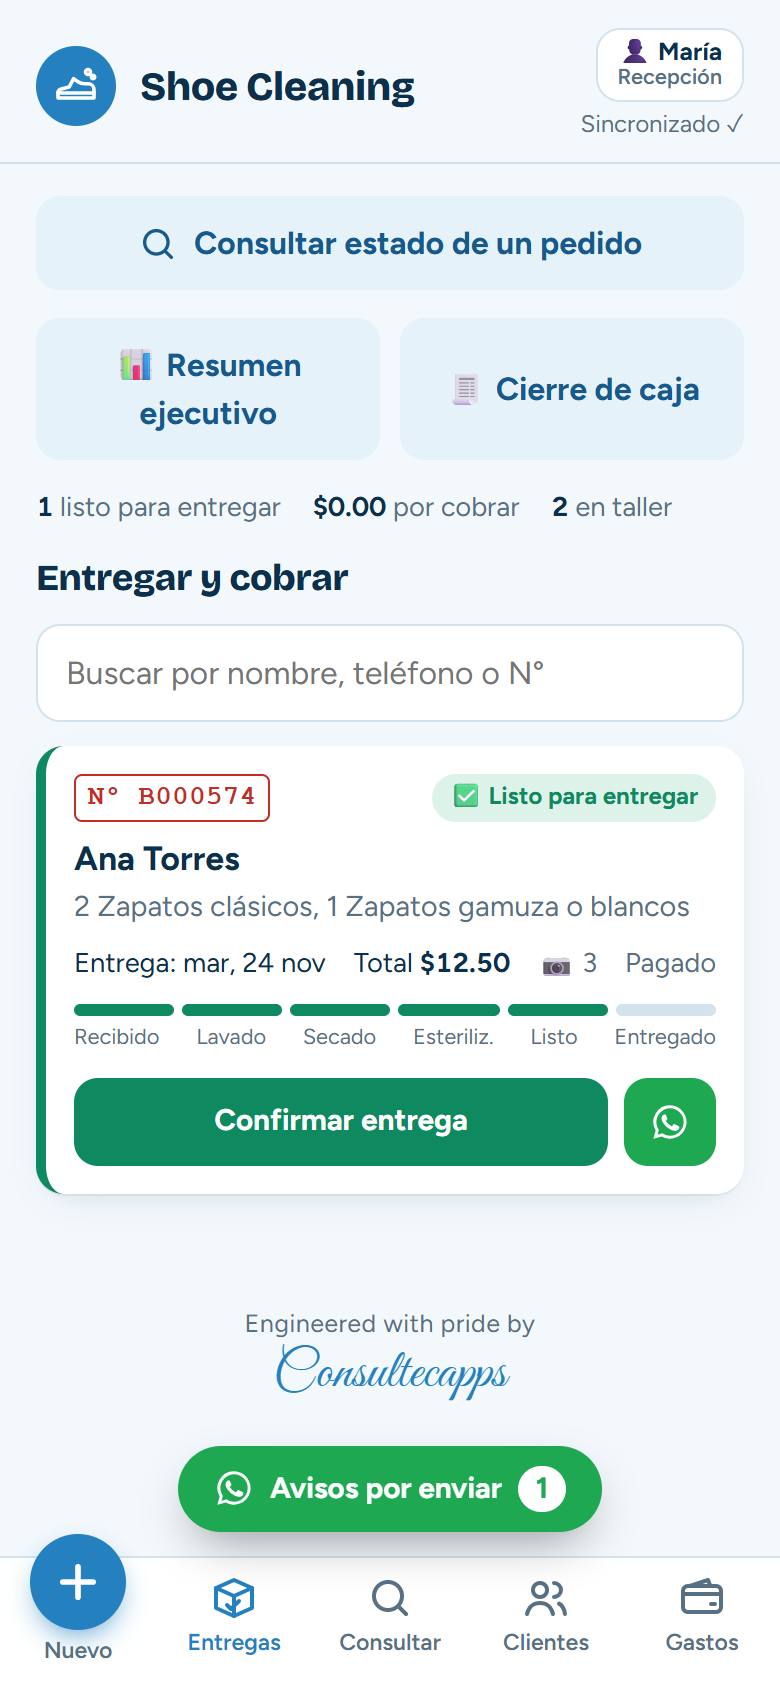 Shoe Cleaning
María
Recepción
Sincronizado ✓
Consultar estado de un pedido
Resumen
ejecutivo
Cierre de caja
1 listo para entregar $0.00 por cobrar 2 en taller
Entregar y cobrar
Buscar por nombre, teléfono o N°
N° B000574
Listo para entregar
Ana Torres
2 Zapatos clásicos, 1 Zapatos gamuza o blancos
Entrega: mar, 24 nov Total $12.50 3 Pagado
Recibido Lavado Secado Esteriliz. Listo Entregado
Confirmar entrega
Engineered with pride by
Consultecapps
Avisos por enviar 1
Nuevo Entregas Consultar Clientes Gastos